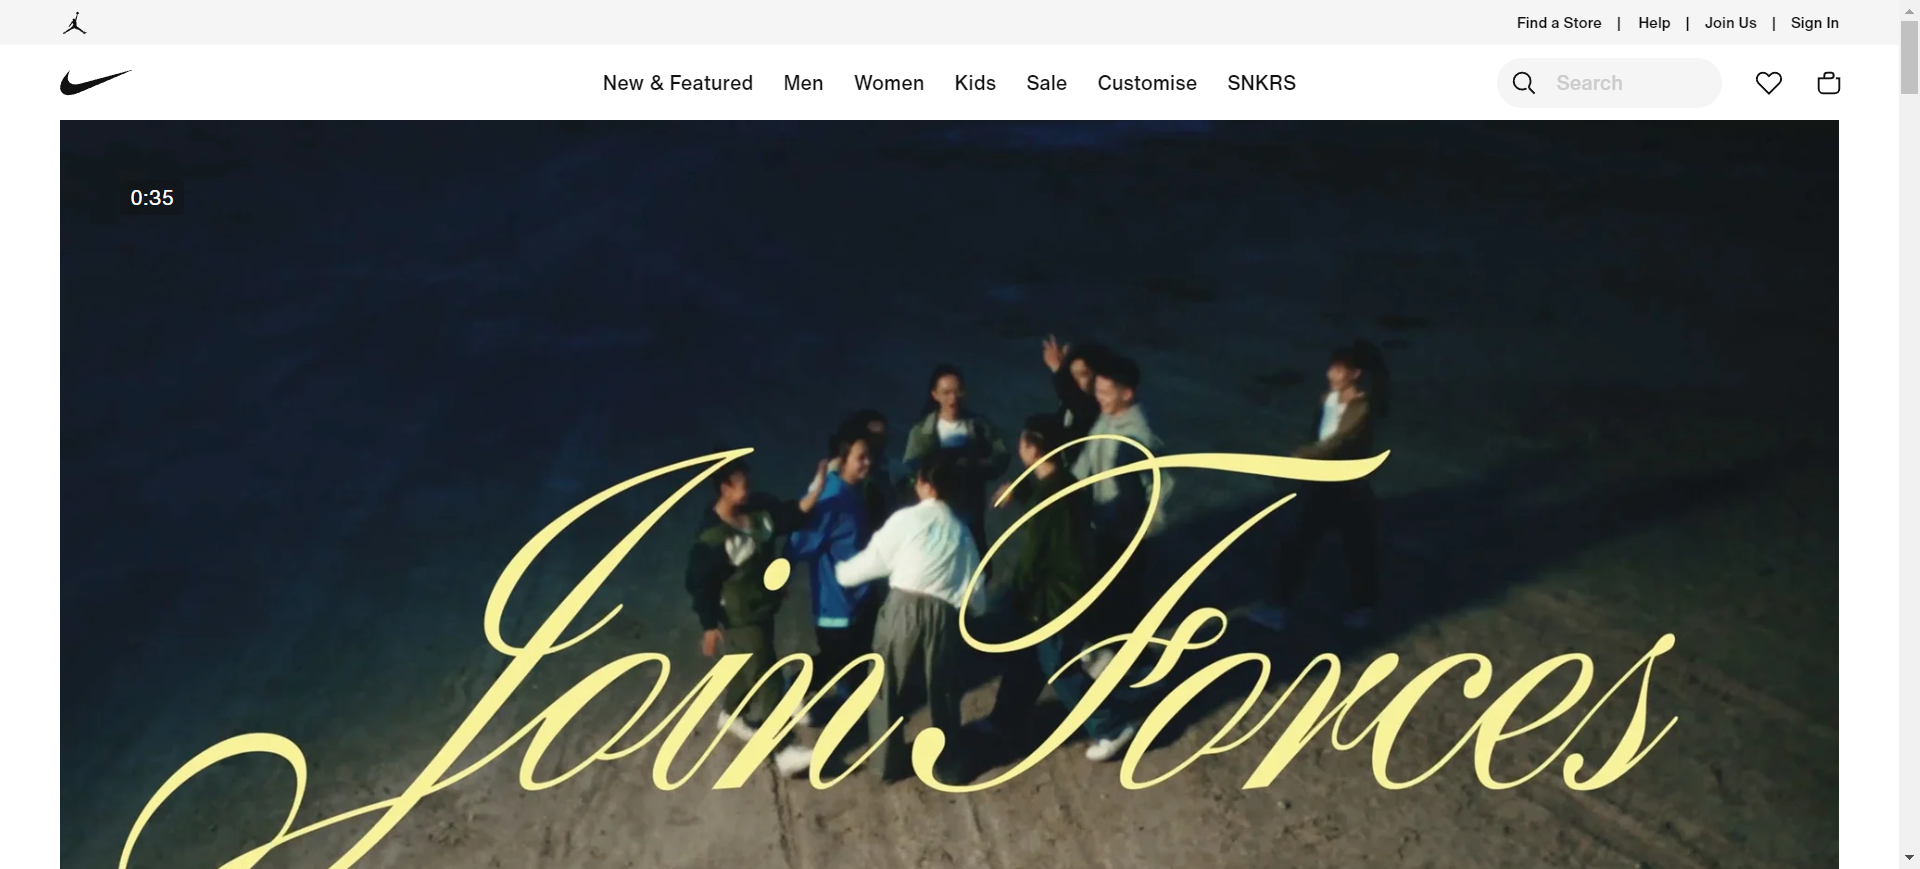 Find a Store | Help | Join Us | Sign In
New & Featured Men Women Kids Sale Customise SNKRS Search
0:35
Join Forces